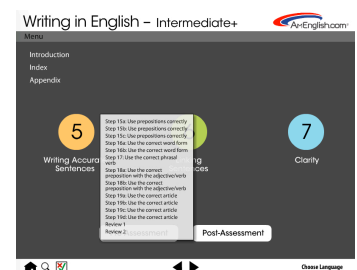 Writing in English – Intermediate+
AmEnglish.com
Menu
Introduction
Index
Appendix
5
7
Step 15a: Use prepositions correctly
Step 15b: Use prepositions correctly
Step 15c: Use prepositions correctly
Step 16a: Use the correct word form
Step 16b: Use the correct word form
Step 17: Use the correct phrasal
verb
Step 18a: Use the correct
preposition with the adjective/verb
Step 18b: Use the correct
preposition with the adjective/verb
Step 19a: Use the correct article
Step 19b: Use the correct article
Step 19c: Use the correct article
Step 19d: Use the correct article
Review 1
Review 2
Writing Accura
Sentences
Clarity
Post-Assessment
Choose Language